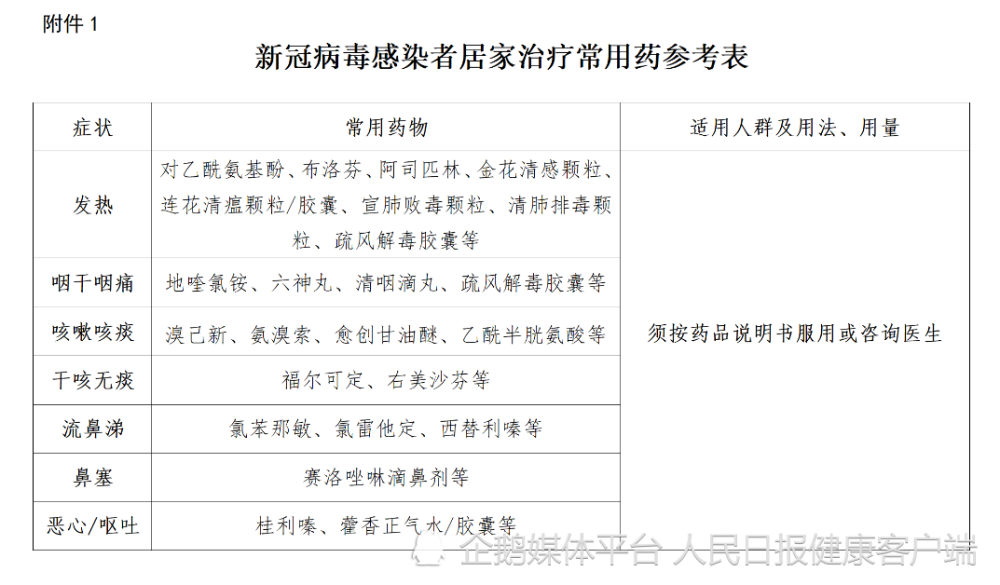 附件 1
新冠病毒感染者居家治疗常用药参考表
症状 常用药物 适用人群及用法、用量
发热
对乙酰氨基酚、布洛芬、阿司匹林、金花清感颗粒、
连花清瘟颗粒/胶囊、宣肺败毒颗粒、清肺排毒颗
粒、疏风解毒胶囊等
咽干咽痛 地喹氯铵、六神丸、清咽滴丸、疏风解毒胶囊等
咳嗽咳痰 溴己新、氨溴索、愈创甘油醚、乙酰半胱氨酸等
须按药品说明书服用或咨询医生
干咳无痰 福尔可定、右美沙芬等
流鼻涕 氯苯那敏、氯雷他定、西替利嗪等
鼻塞 赛洛唑啉滴鼻剂等
恶心/呕吐 桂利嗪、藿香正气水/胶囊等
企鹅媒体平台 人民日报健康客户端